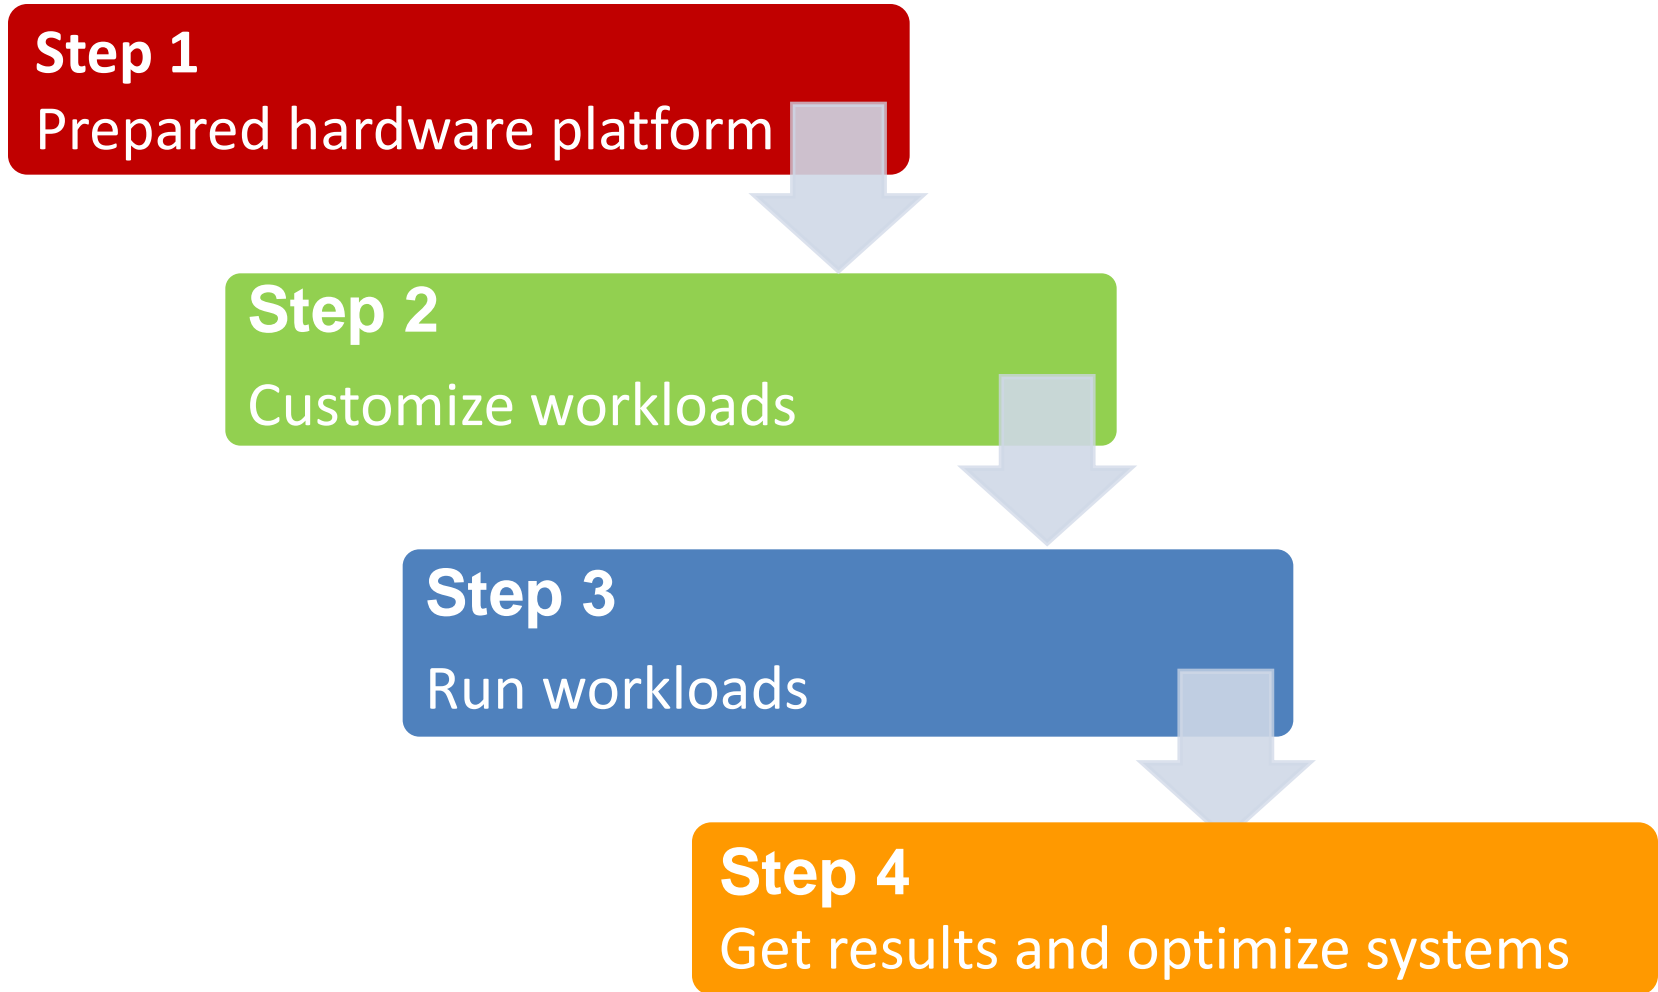 Step 1
Prepared hardware platform
Step 2
Customize workloads
Step 3
Run workloads
Step 4
Get results and optimize systems